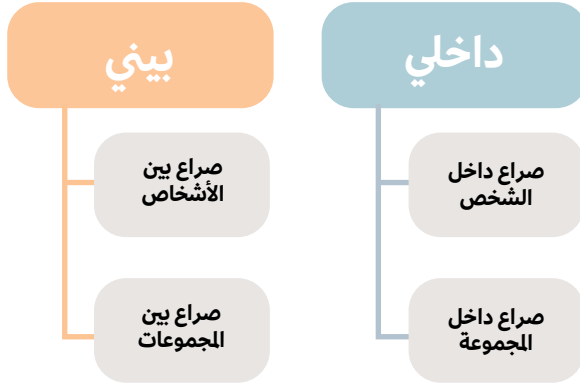 داخلي
صراع داخل
الشخص
صراع داخل
المجموعة
بيني
صراع بين
الأشخاص
صراع بين
المجموعات